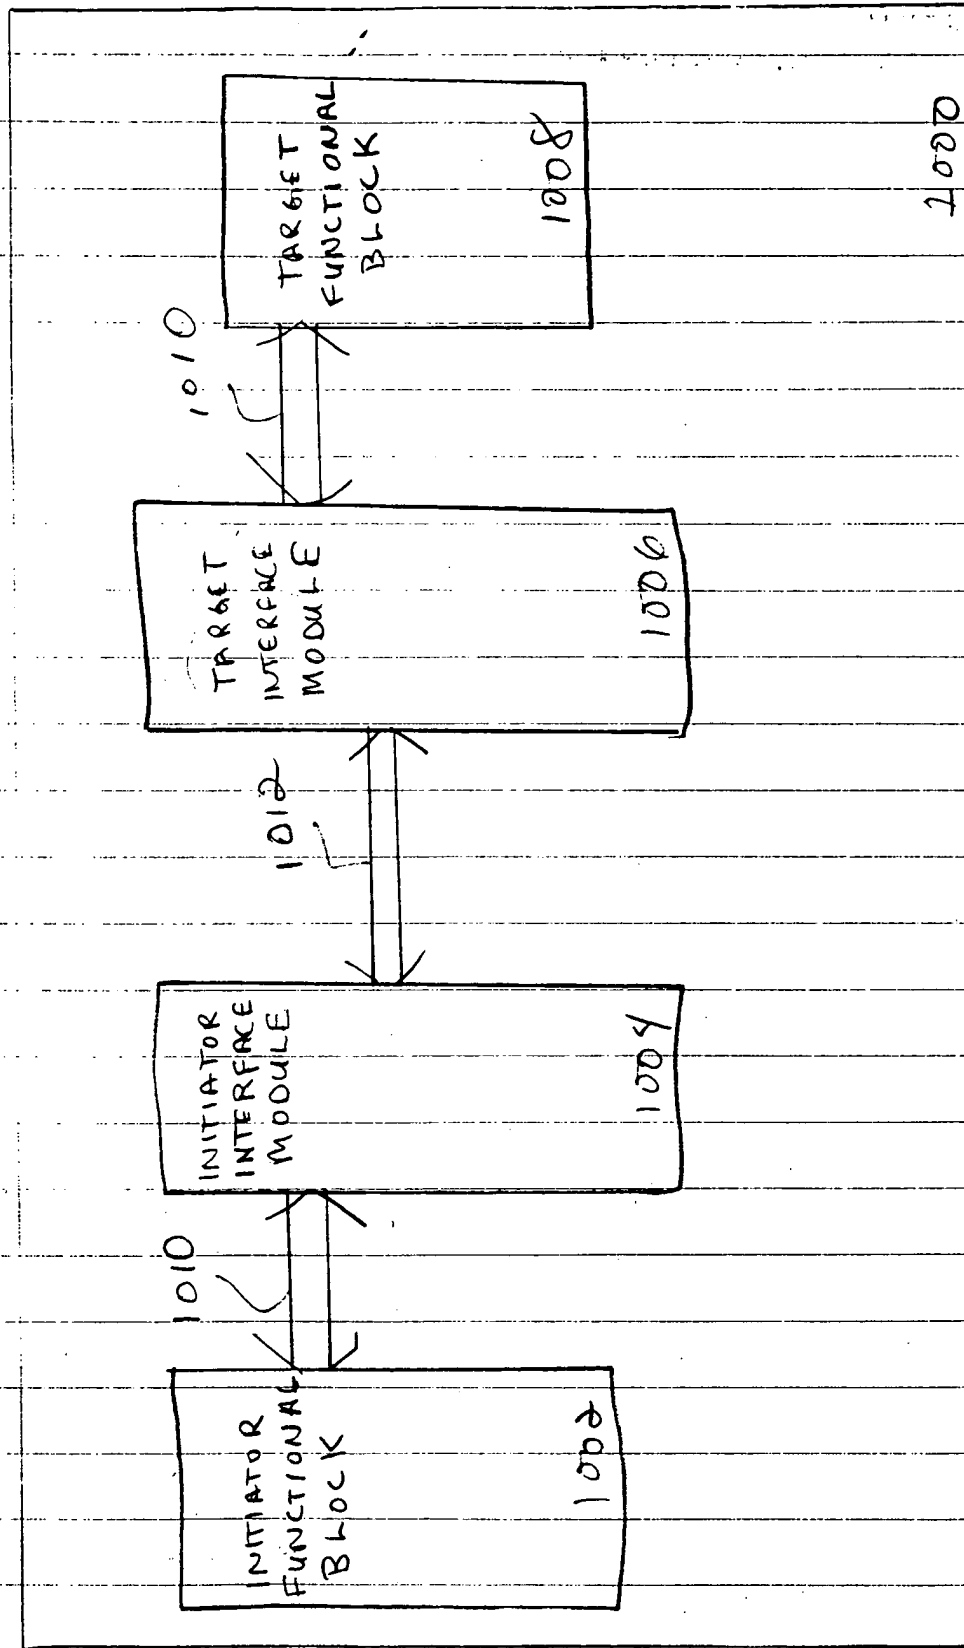 INITIATOR
FUNCTIONAL
BLOCK
1002
1010
INITIATOR
INTERFACE
MODULE
1004
1012
TARGET
INTERFACE
MODULE
1006
1010
TARGET
FUNCTIONAL
BLOCK
1008
1000